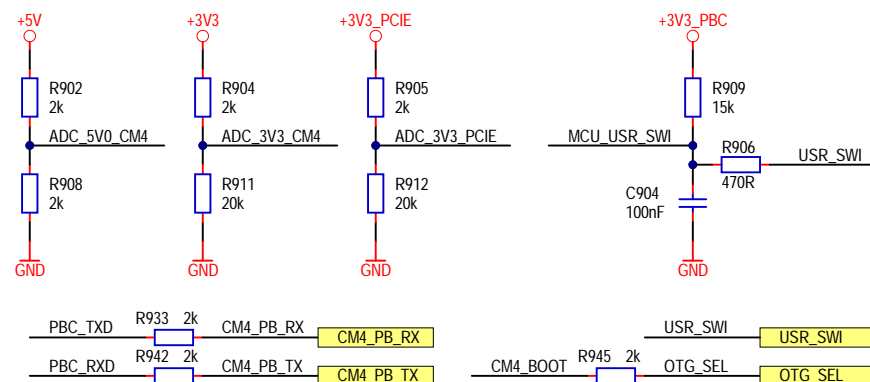 +5V +3V3 +3V3_PCIE +3V3_PBC
R902 R904 R905 R909
2k 2k 2k 15k
ADC_5V0_CM4 ADC_3V3_CM4 ADC_3V3_PCIE MCU_USR_SWI
R906 USR_SWI
R908 R911 R912 470R
2k 20k 20k
C904
100nF
GND GND GND GND
PBC_TXD R933 2k CM4_PB_RX CM4_PB_RX USR_SWI USR_SWI
PBC_RXD R942 2k CM4_PB_TX CM4_PB_TX CM4_BOOT R945 2k OTG_SEL OTG_SEL